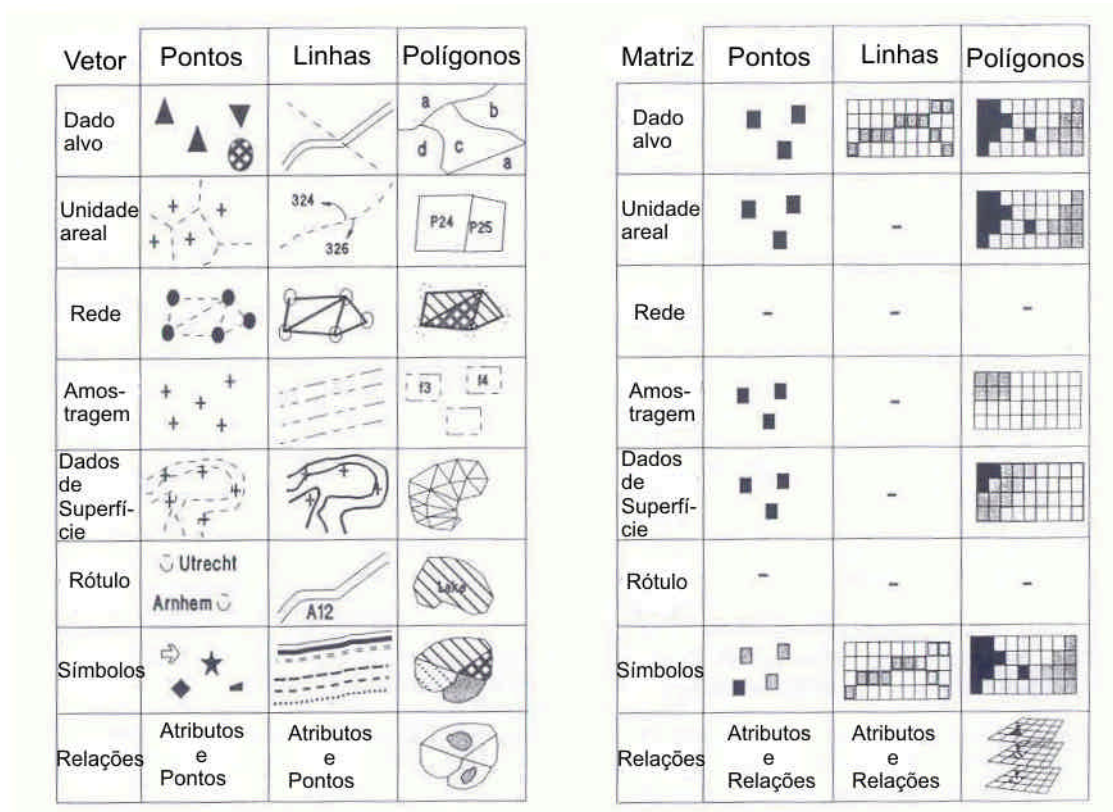 Vetor Pontos Linhas Polígonos
Dado
alvo
a b
d c
a
Unidade
areal
324
326
P24 P25
Rede
Amos-
tragem
f3 f4
Dados
de
Superfí-
cie
Rótulo
Utrecht
Arnhem
A12
Lake
Símbolos
Relações
Atributos
e
Pontos
Atributos
e
Pontos
Matriz Pontos Linhas Polígonos
Dado
alvo
Unidade
areal
-
Rede
- - -
Amos-
tragem
-
Dados
de
Superfí-
cie
-
Rótulo
- - -
Símbolos
Relações
Atributos
e
Relações
Atributos
e
Relações